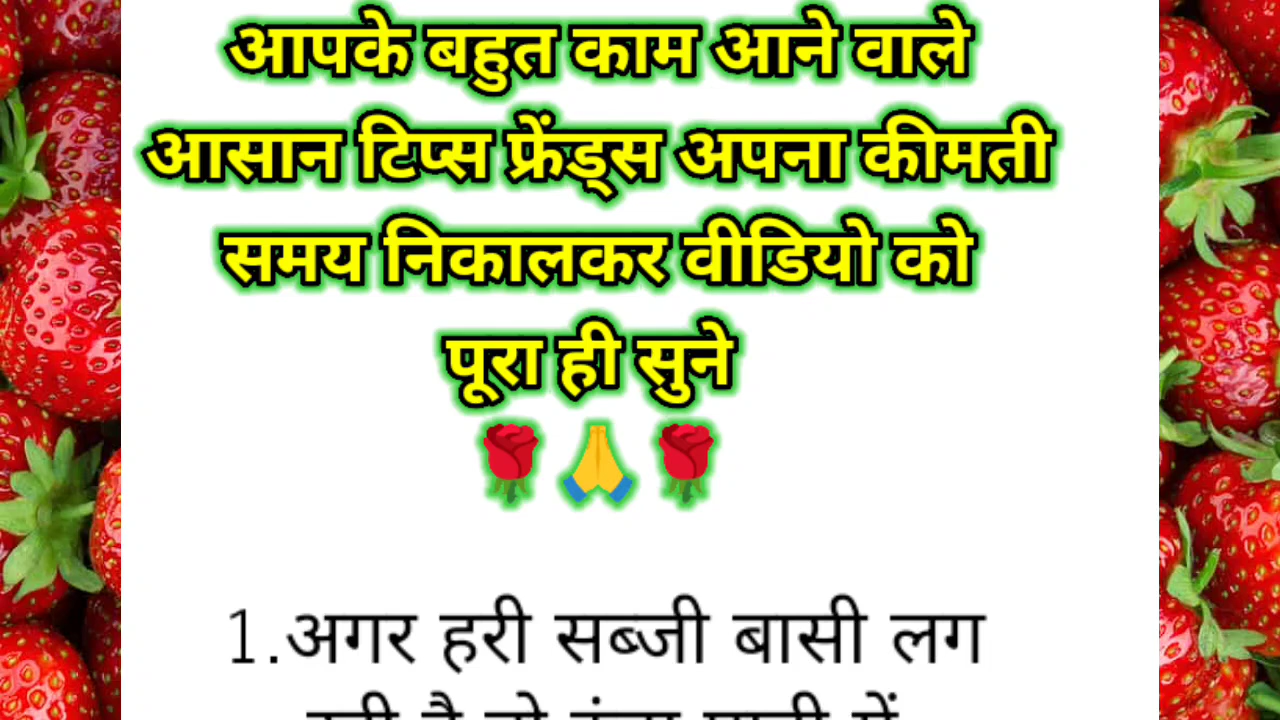 आपके बहुत काम आने वाले
आसान टिप्स फ्रेंड्स अपना कीमती
समय निकालकर वीडियो को
पूरा ही सुने
🌹🙏🌹
1.अगर हरी सब्जी बासी लग